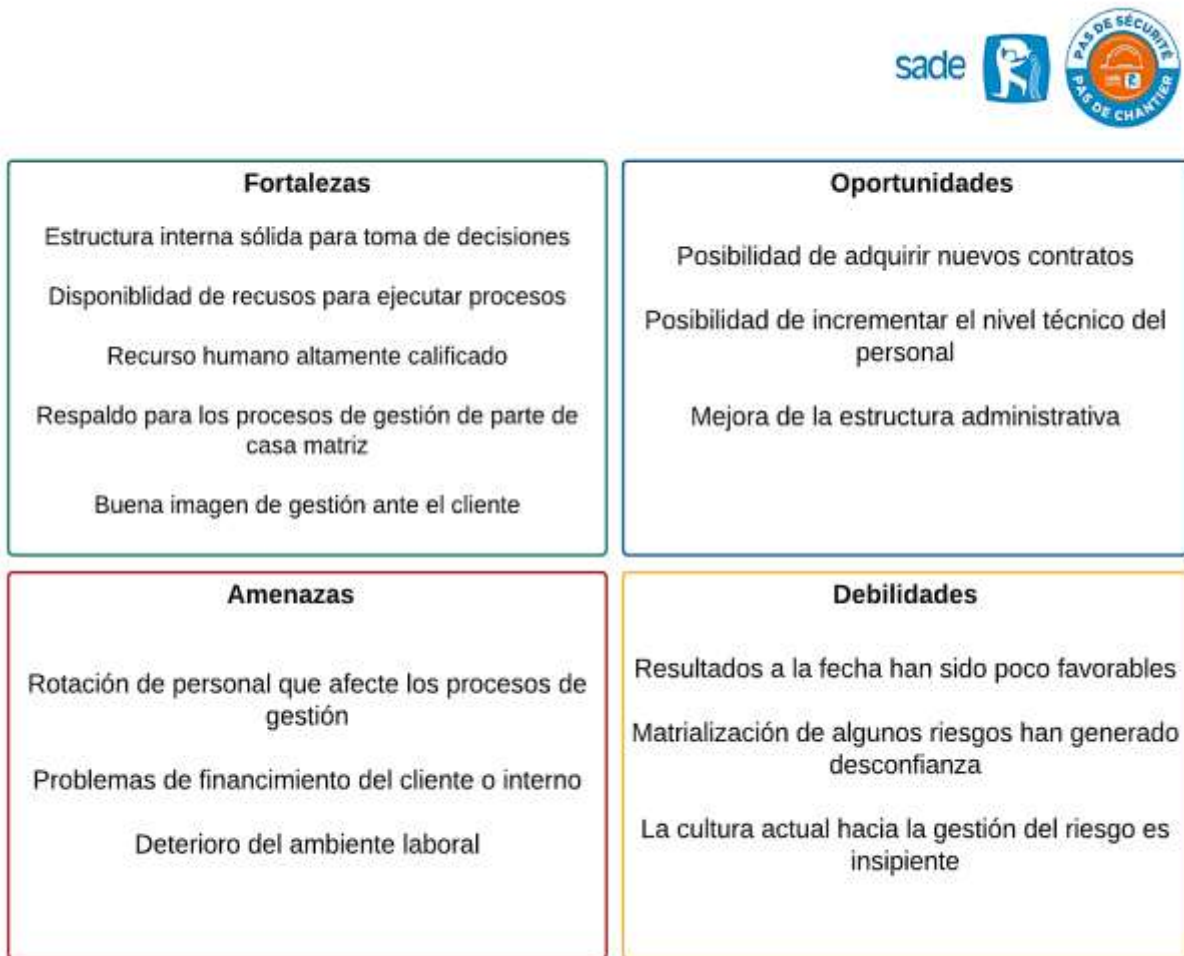 sade
PAS DE SÉCURITÉ
PAS DE CHANTIER
Fortalezas
Estructura interna sólida para toma de decisiones
Disponiblidad de recusos para ejecutar procesos
Recurso humano altamente calificado
Respaldo para los procesos de gestión de parte de
casa matriz
Buena imagen de gestión ante el cliente
Oportunidades
Posibilidad de adquirir nuevos contratos
Posibilidad de incrementar el nivel técnico del
personal
Mejora de la estructura administrativa
Amenazas
Rotación de personal que afecte los procesos de
gestión
Problemas de financimiento del cliente o interno
Deterioro del ambiente laboral
Debilidades
Resultados a la fecha han sido poco favorables
Matrialización de algunos riesgos han generado
desconfianza
La cultura actual hacia la gestión del riesgo es
insipiente